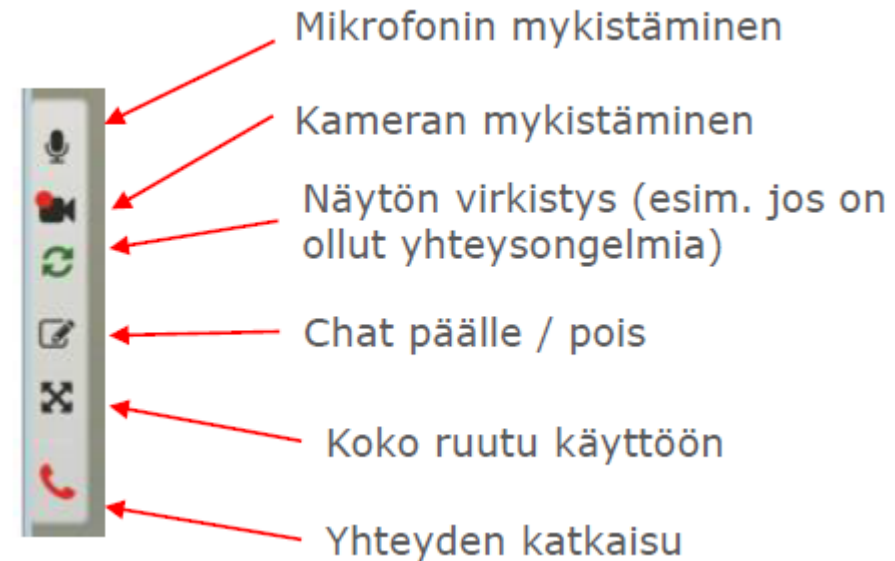 Mikrofonin mykistäminen
Kameran mykistäminen
Näytön virkistys (esim. jos on
ollut yhteysongelmia)
Chat päälle / pois
Koko ruutu käyttöön
Yhteyden katkaisu